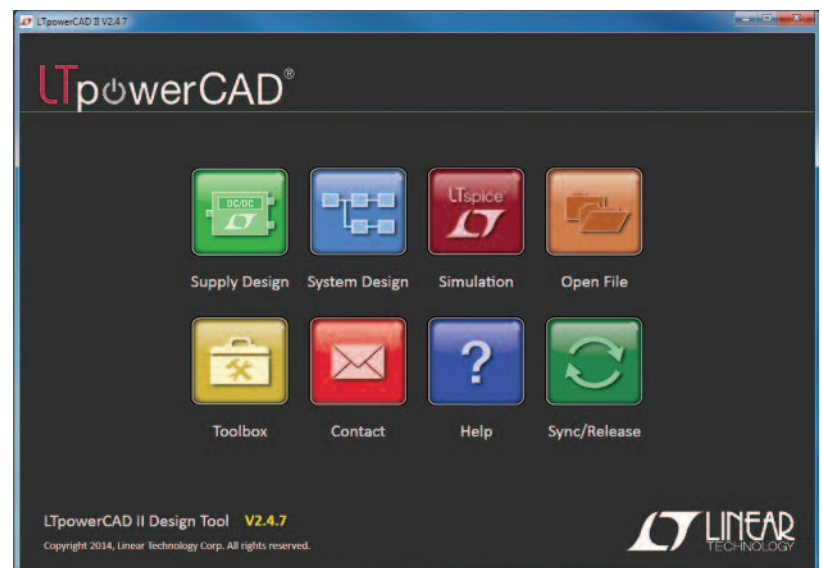 LTpowerCAD II V2.4.7
LTpowerCAD®
DC/DC
LTspice
Supply Design System Design Simulation Open File
?
Toolbox Contact Help Sync/Release
LTpowerCAD II Design Tool V2.4.7
Copyright 2014, Linear Technology Corp. All rights reserved.
LINEAR
TECHNOLOGY